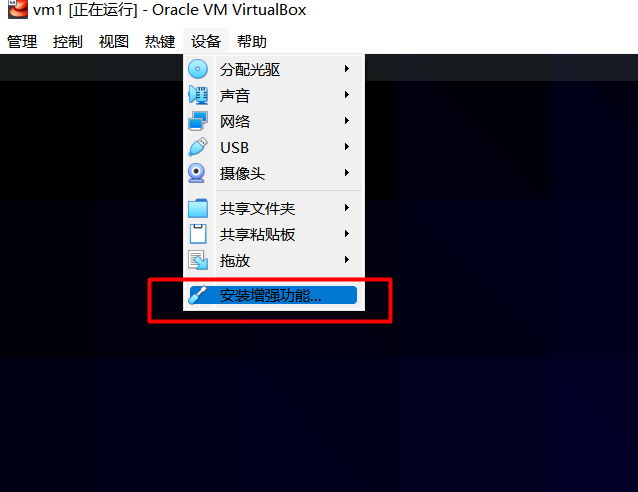 vm1 [正在运行] - Oracle VM VirtualBox
管理 控制 视图 热键 设备 帮助
分配光驱
声音
网络
USB
摄像头
共享文件夹
共享粘贴板
拖放
安装增强功能...